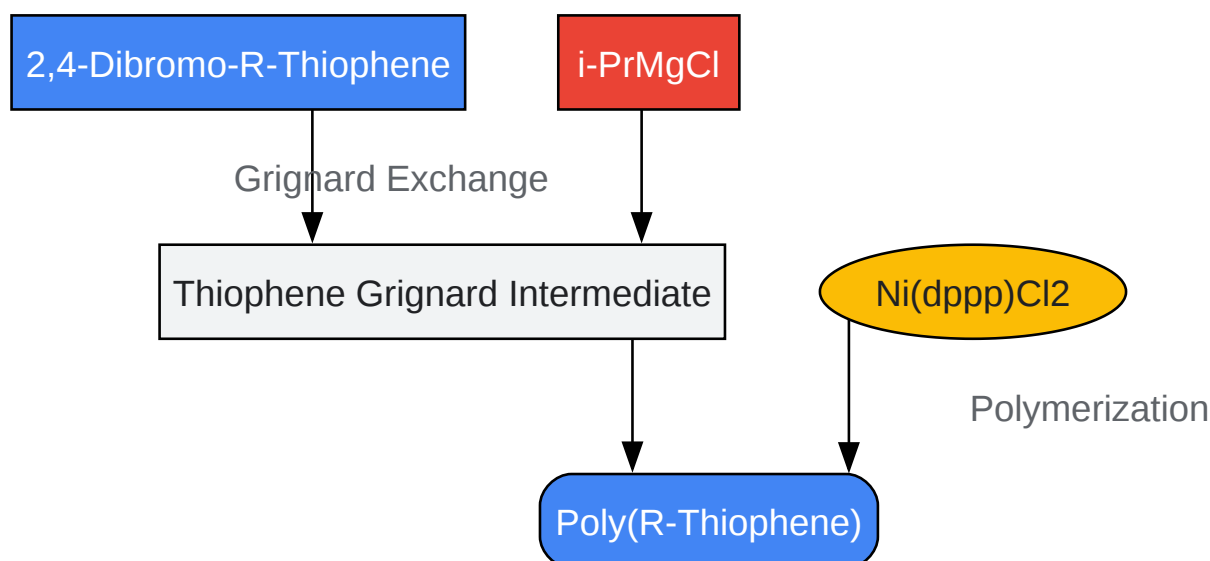 2,4-Dibromo-R-Thiophene
i-PrMgCl
Grignard Exchange
Thiophene Grignard Intermediate
Ni(dppp)Cl2
Polymerization
Poly(R-Thiophene)